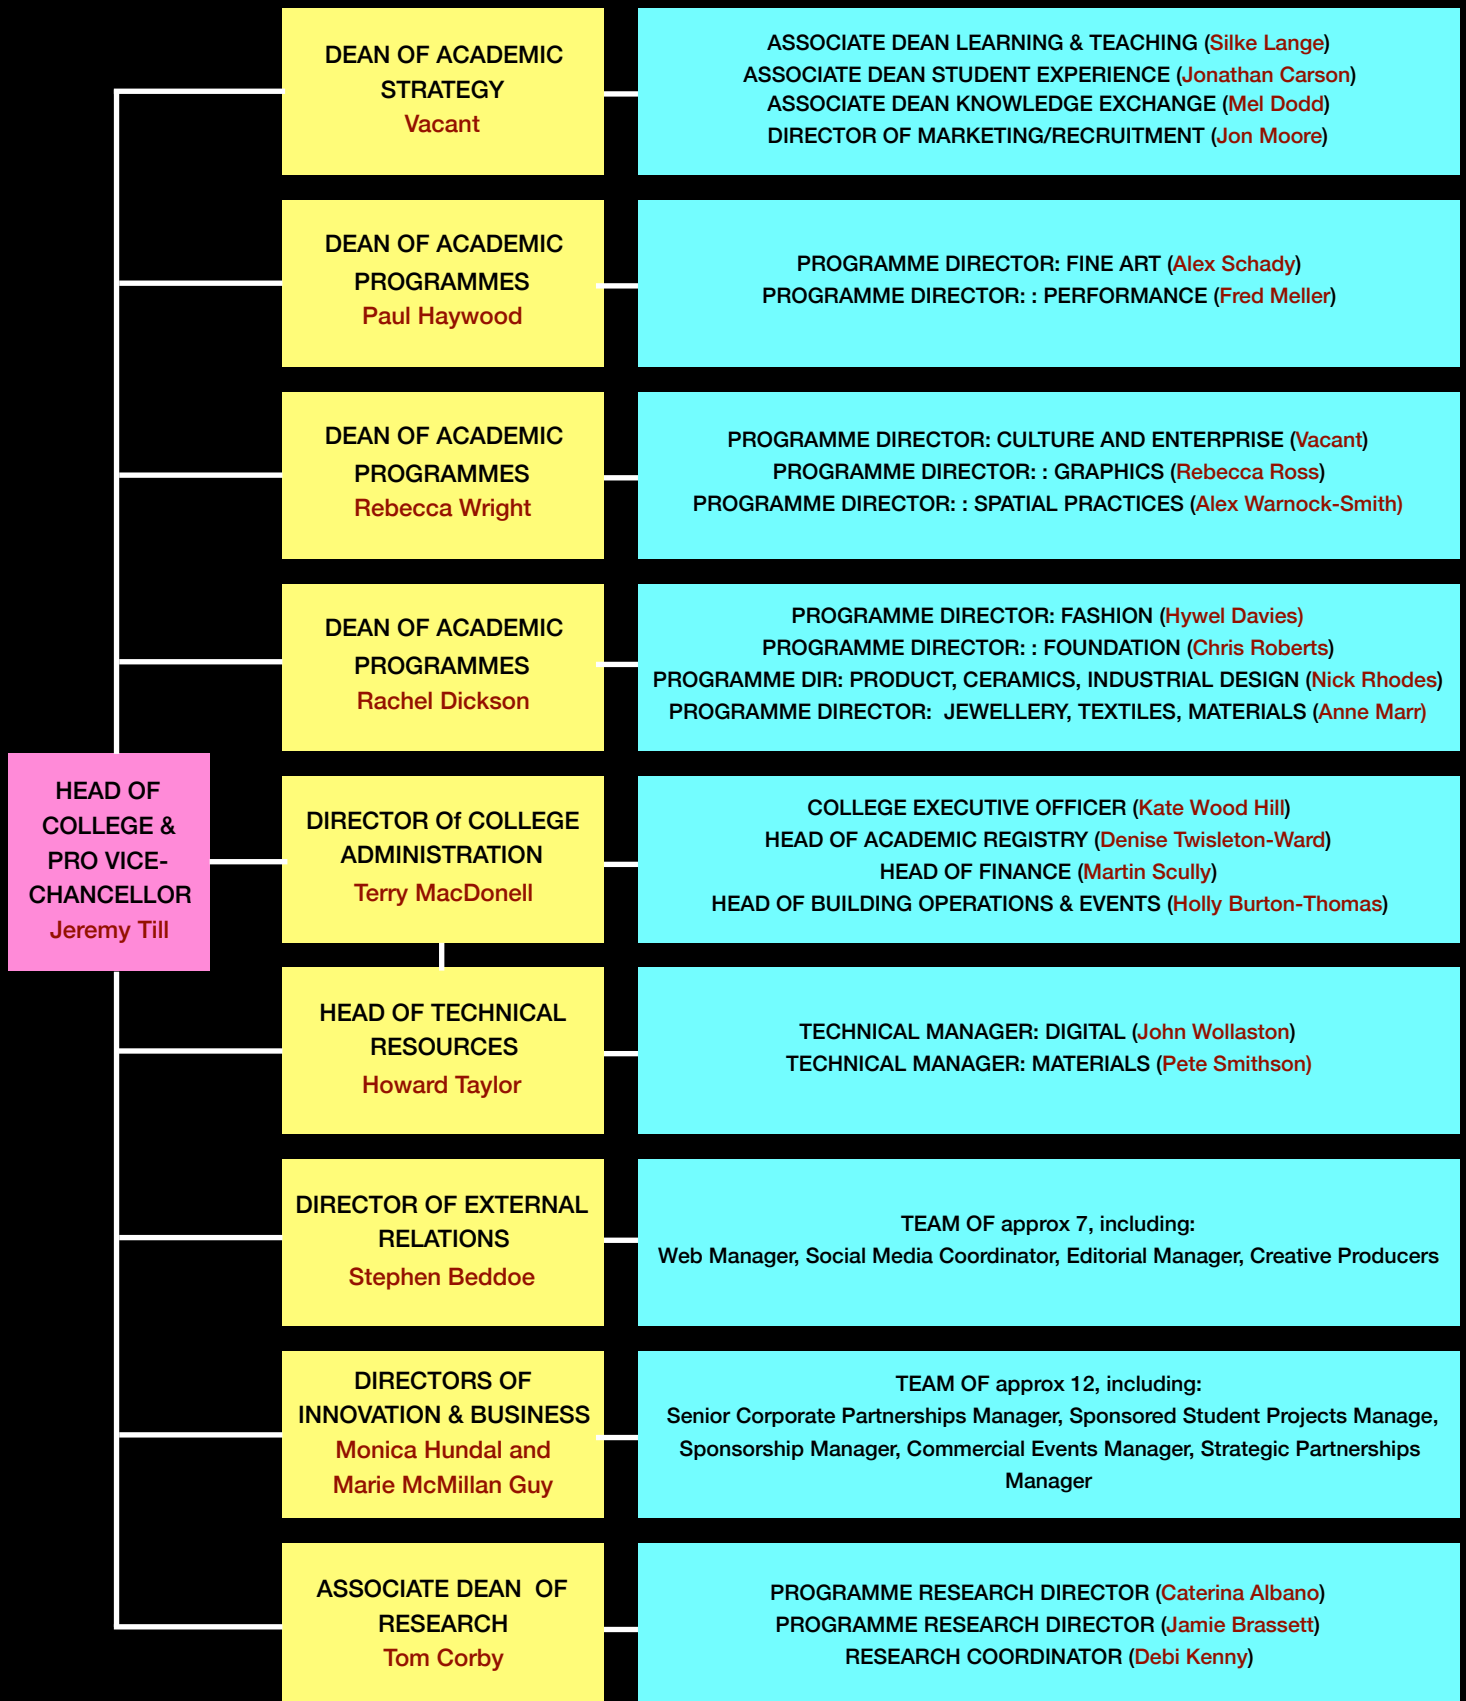 DEAN OF ACADEMIC
STRATEGY
Vacant
ASSOCIATE DEAN LEARNING & TEACHING (Silke Lange)
ASSOCIATE DEAN STUDENT EXPERIENCE (Jonathan Carson)
ASSOCIATE DEAN KNOWLEDGE EXCHANGE (Mel Dodd)
DIRECTOR OF MARKETING/RECRUITMENT (Jon Moore)
DEAN OF ACADEMIC
PROGRAMMES
Paul Haywood
PROGRAMME DIRECTOR: FINE ART (Alex Schady)
PROGRAMME DIRECTOR: : PERFORMANCE (Fred Meller)
DEAN OF ACADEMIC
PROGRAMMES
Rebecca Wright
PROGRAMME DIRECTOR: CULTURE AND ENTERPRISE (Vacant)
PROGRAMME DIRECTOR: : GRAPHICS (Rebecca Ross)
PROGRAMME DIRECTOR: : SPATIAL PRACTICES (Alex Warnock-Smith)
DEAN OF ACADEMIC
PROGRAMMES
Rachel Dickson
PROGRAMME DIRECTOR: FASHION (Hywel Davies)
PROGRAMME DIRECTOR: : FOUNDATION (Chris Roberts)
PROGRAMME DIR: PRODUCT, CERAMICS, INDUSTRIAL DESIGN (Nick Rhodes)
PROGRAMME DIRECTOR:  JEWELLERY, TEXTILES, MATERIALS (Anne Marr)
HEAD OF
COLLEGE &
PRO VICE-
CHANCELLOR
Jeremy Till
DIRECTOR Of COLLEGE
ADMINISTRATION
Terry MacDonell
COLLEGE EXECUTIVE OFFICER (Kate Wood Hill)
HEAD OF ACADEMIC REGISTRY (Denise Twisleton-Ward)
HEAD OF FINANCE (Martin Scully)
HEAD OF BUILDING OPERATIONS & EVENTS (Holly Burton-Thomas)
HEAD OF TECHNICAL
RESOURCES
Howard Taylor
TECHNICAL MANAGER: DIGITAL (John Wollaston)
TECHNICAL MANAGER: MATERIALS (Pete Smithson)
DIRECTOR OF EXTERNAL
RELATIONS
Stephen Beddoe
TEAM OF approx 7, including:
Web Manager, Social Media Coordinator, Editorial Manager, Creative Producers
DIRECTORS OF
INNOVATION & BUSINESS
Monica Hundal and
Marie McMillan Guy
TEAM OF approx 12, including:
Senior Corporate Partnerships Manager, Sponsored Student Projects Manage,
Sponsorship Manager, Commercial Events Manager, Strategic Partnerships
Manager
ASSOCIATE DEAN  OF
RESEARCH
Tom Corby
PROGRAMME RESEARCH DIRECTOR (Caterina Albano)
PROGRAMME RESEARCH DIRECTOR (Jamie Brassett)
RESEARCH COORDINATOR (Debi Kenny)